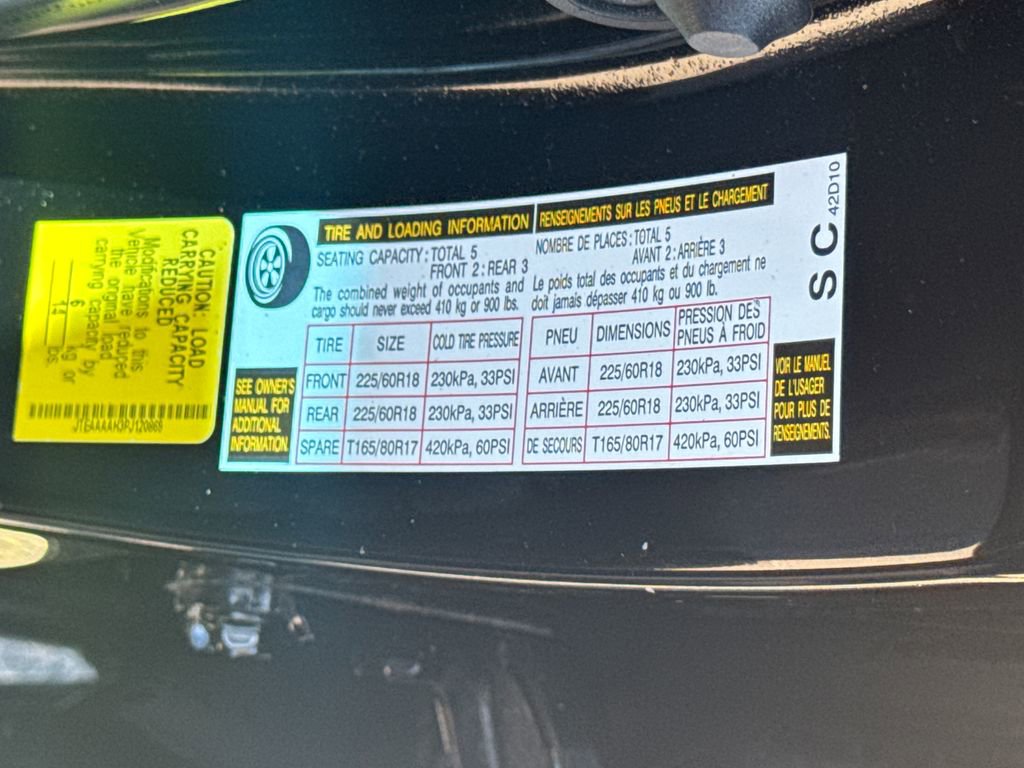 CAUTION: LOAD
CARRYING CAPACITY
REDUCED
Modifications to this
Vehicle have reduced
the original load
carrying capacity by
6 kg or
14 lbs.
TIRE AND LOADING INFORMATION
SEATING CAPACITY : TOTAL 5
FRONT 2 : REAR 3
The combined weight of occupants and
cargo should never exceed 410 kg or 900 lbs.
TIRE SIZE COLD TIRE PRESSURE
FRONT 225/60R18 230kPa, 33PSI
REAR 225/60R18 230kPa, 33PSI
SPARE T165/80R17 420kPa, 60PSI
SEE OWNER'S
MANUAL FOR
ADDITIONAL
INFORMATION.
RENSEIGNEMENTS SUR LES PNEUS ET LE CHARGEMENT
NOMBRE DE PLACES : TOTAL 5
AVANT 2 : ARRIÈRE 3
Le poids total des occupants et du chargement ne
doit jamais dépasser 410 kg ou 900 lb.
PNEU DIMENSIONS PRESSION DES
PNEUS À FROID
AVANT 225/60R18 230kPa, 33PSI
ARRIÈRE 225/60R18 230kPa, 33PSI
DE SECOURS T165/80R17 420kPa, 60PSI
VOIR LE MANUEL
DE L'USAGER
POUR PLUS DE
RENSEIGNEMENTS.
S C 42D10